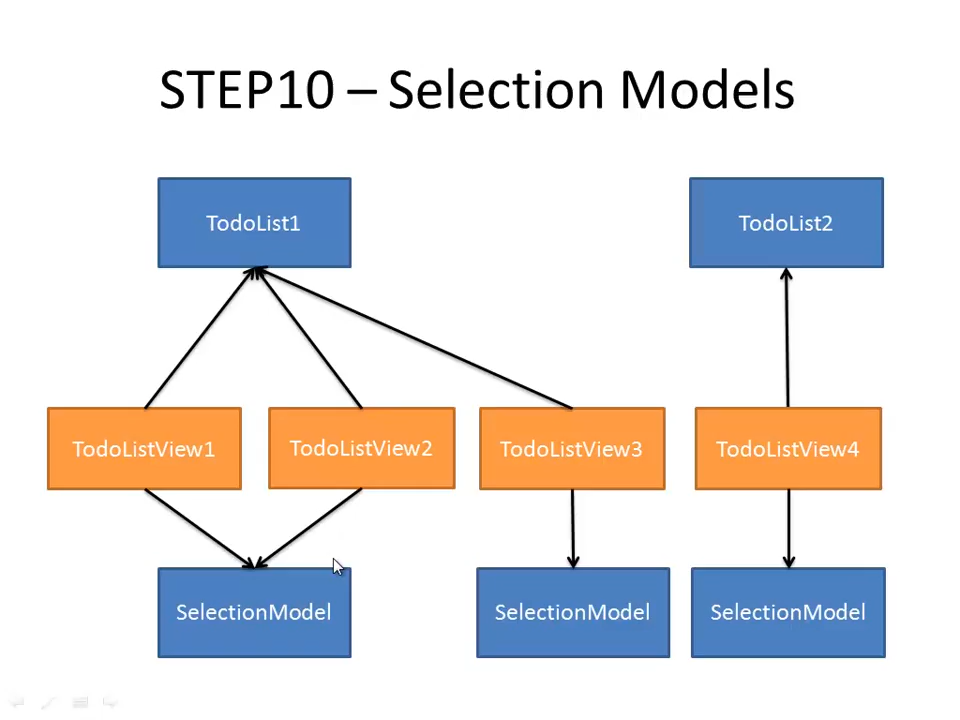 STEP10 – Selection Models
TodoList1
TodoList2
TodoListView1
TodoListView2
TodoListView3
TodoListView4
SelectionModel
SelectionModel
SelectionModel